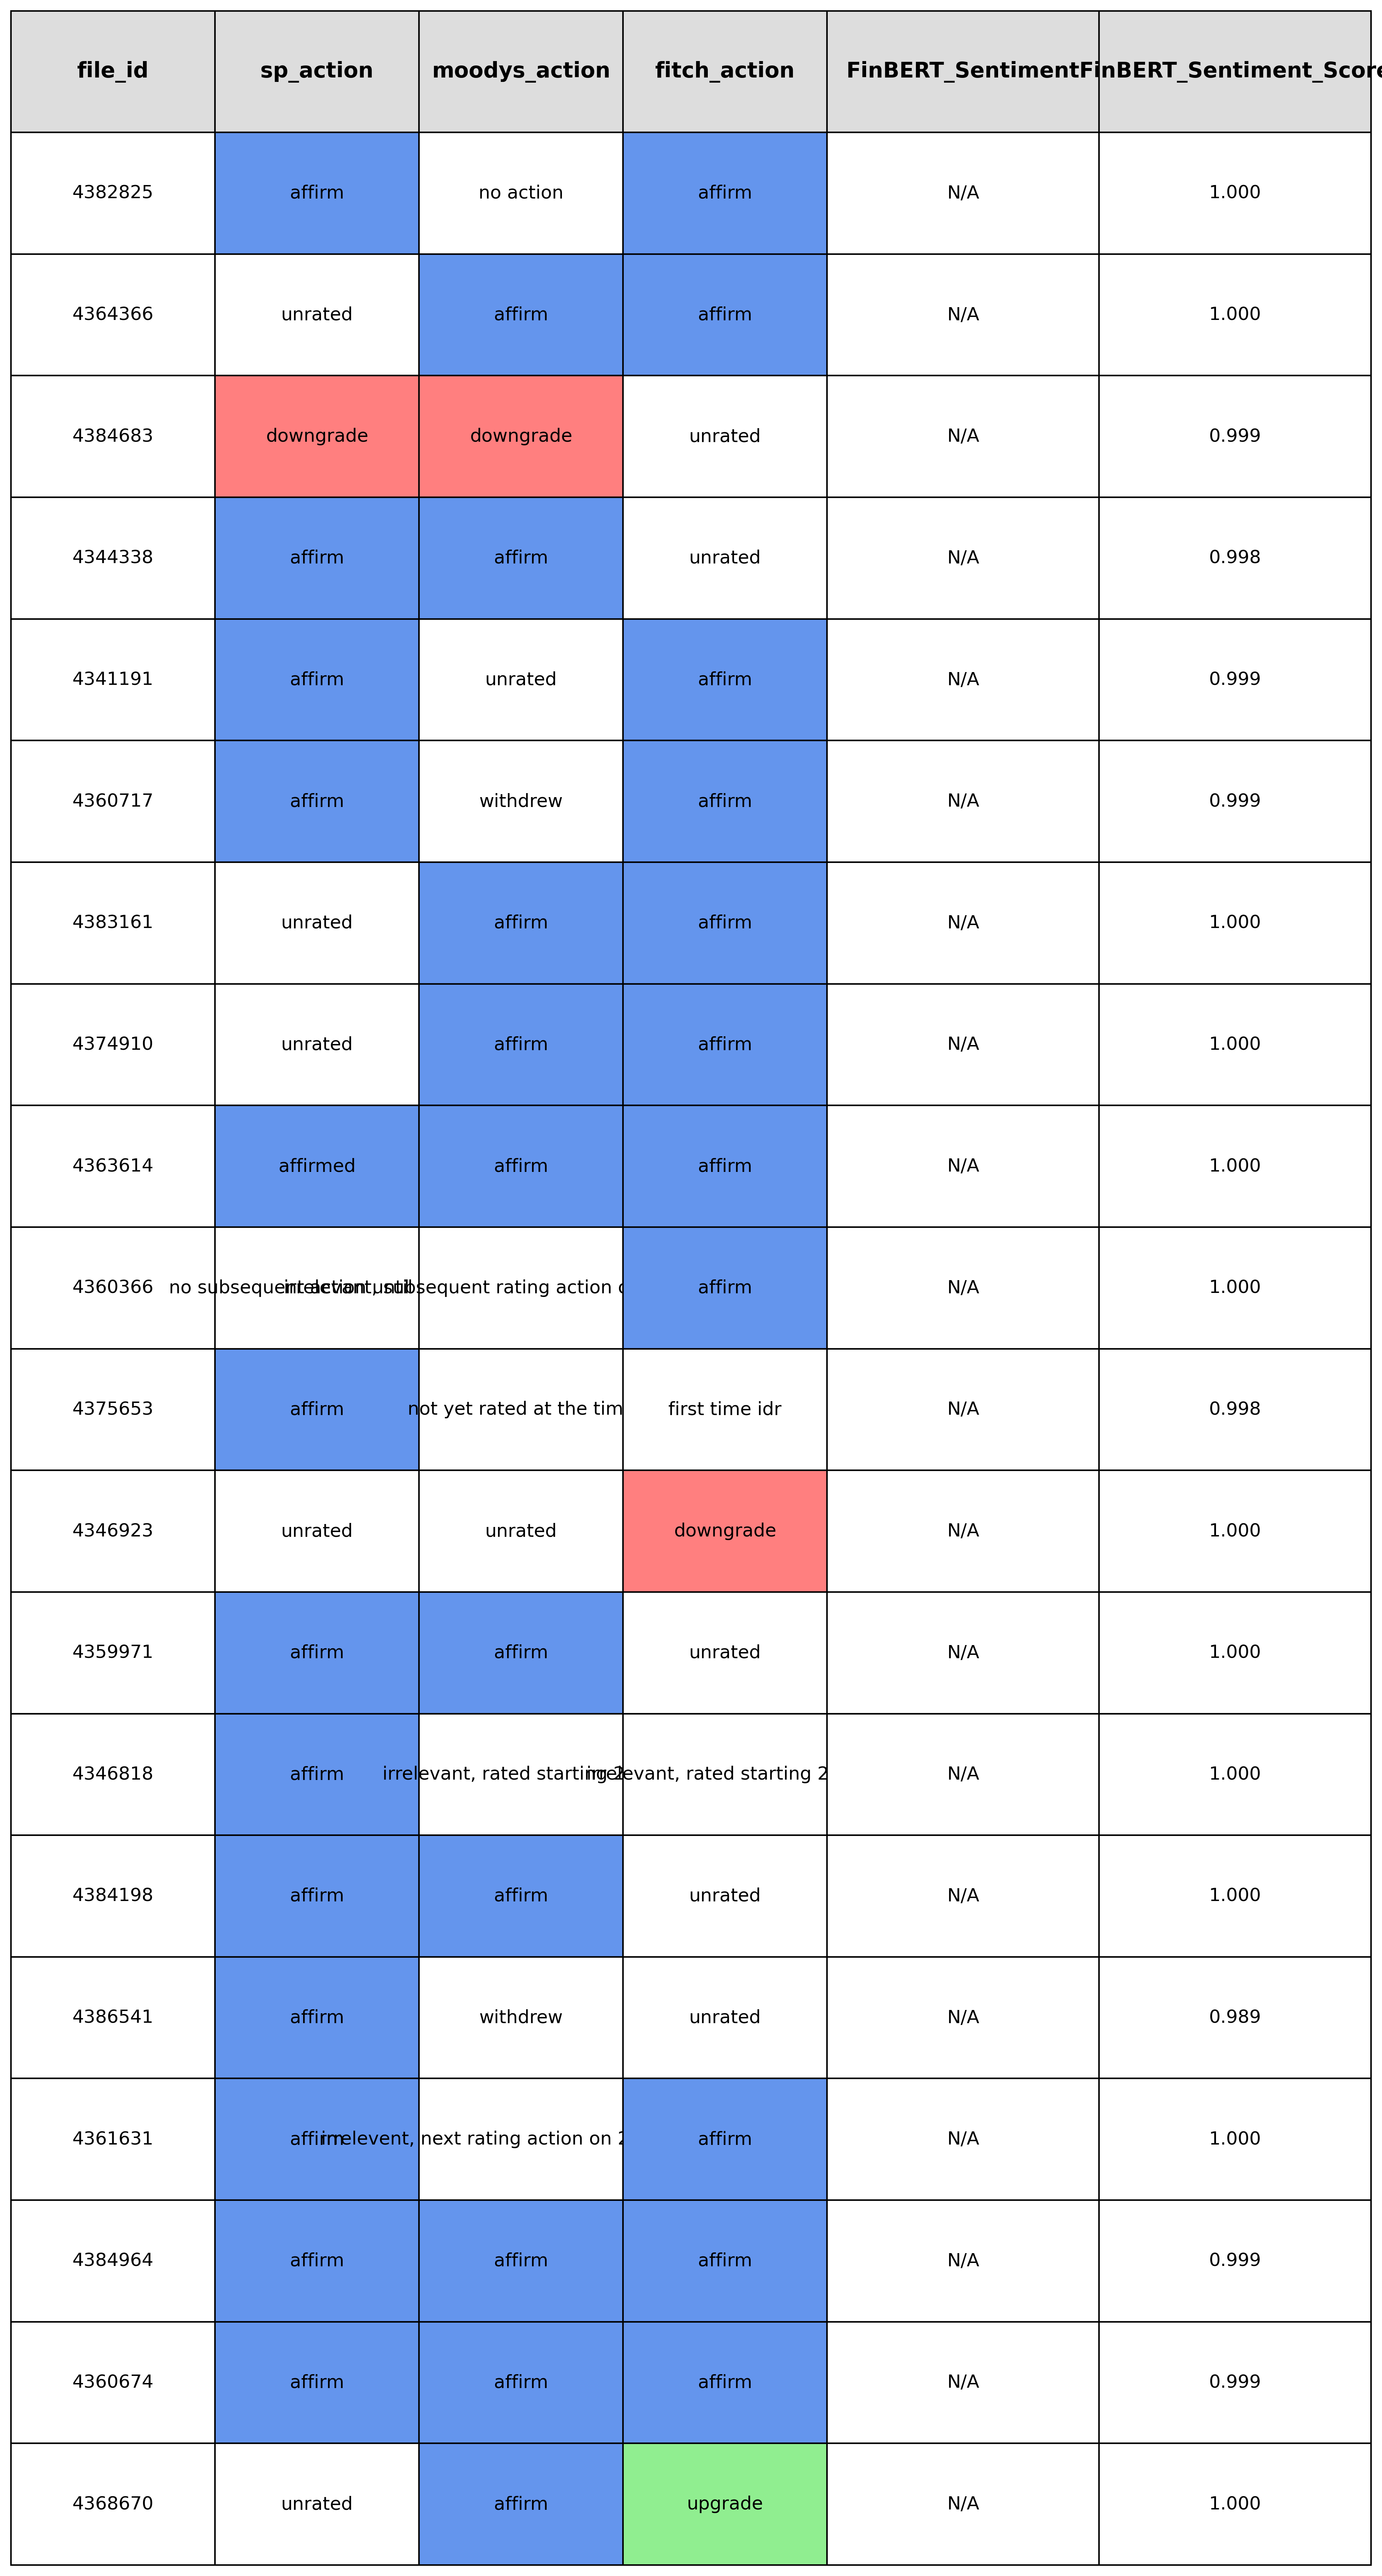 file_id sp_action moodys_action fitch_action FinBERT_Sentiment FinBERT_Sentiment_Score
4382825 affirm no action affirm N/A 1.000
4364366 unrated affirm affirm N/A 1.000
4384683 downgrade downgrade unrated N/A 0.999
4344338 affirm affirm unrated N/A 0.998
4341191 affirm unrated affirm N/A 0.999
4360717 affirm withdrew affirm N/A 0.999
4383161 unrated affirm affirm N/A 1.000
4374910 unrated affirm affirm N/A 1.000
4363614 affirmed affirm affirm N/A 1.000
4360366 no subsequent action until irrelevant, subsequent rating action affirm N/A 1.000
4375653 affirm not yet rated at the tim first time idr N/A 0.998
4346923 unrated unrated downgrade N/A 1.000
4359971 affirm affirm unrated N/A 1.000
4346818 affirm irrelevant, rated starting 2 irrelevant, rated starting 2 N/A 1.000
4384198 affirm affirm unrated N/A 1.000
4386541 affirm withdrew unrated N/A 0.989
4361631 affirm irrelevent, next rating action on 2 affirm N/A 1.000
4384964 affirm affirm affirm N/A 0.999
4360674 affirm affirm affirm N/A 0.999
4368670 unrated affirm upgrade N/A 1.000